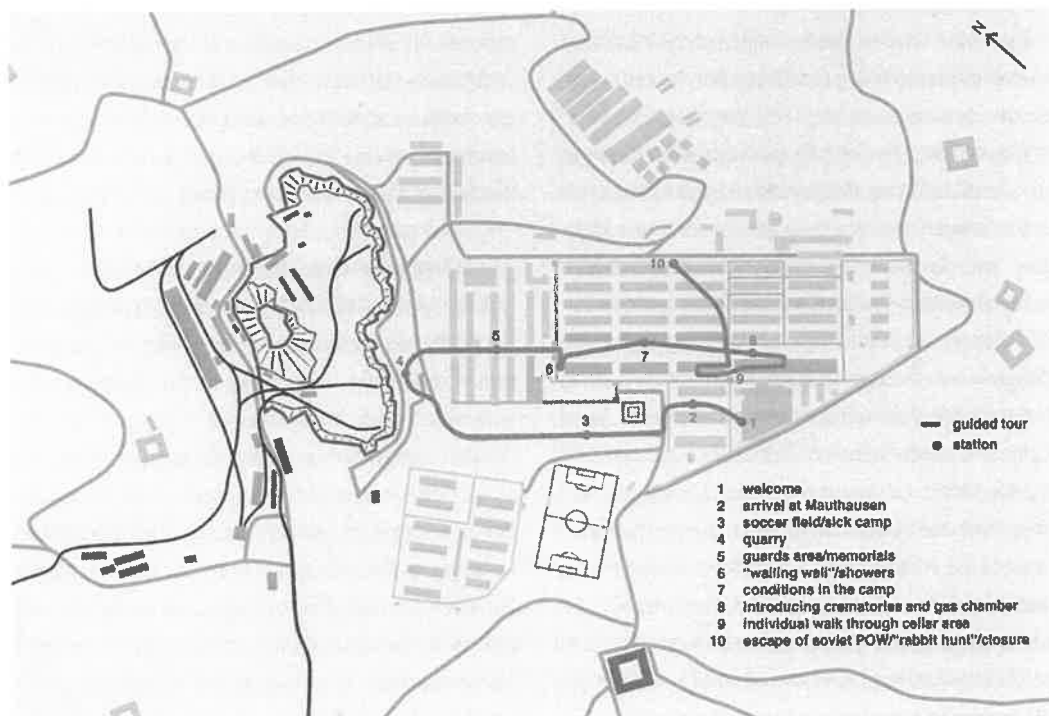 N
10
5
4
6
7
8
9
3
2
1
guided tour
station
1 welcome
2 arrival at Mauthausen
3 soccer field/sick camp
4 quarry
5 guards area/memorials
6 "wailing wall"/showers
7 conditions in the camp
8 introducing crematories and gas chamber
9 individual walk through cellar area
10 escape of soviet POW/"rabbit hunt"/closure